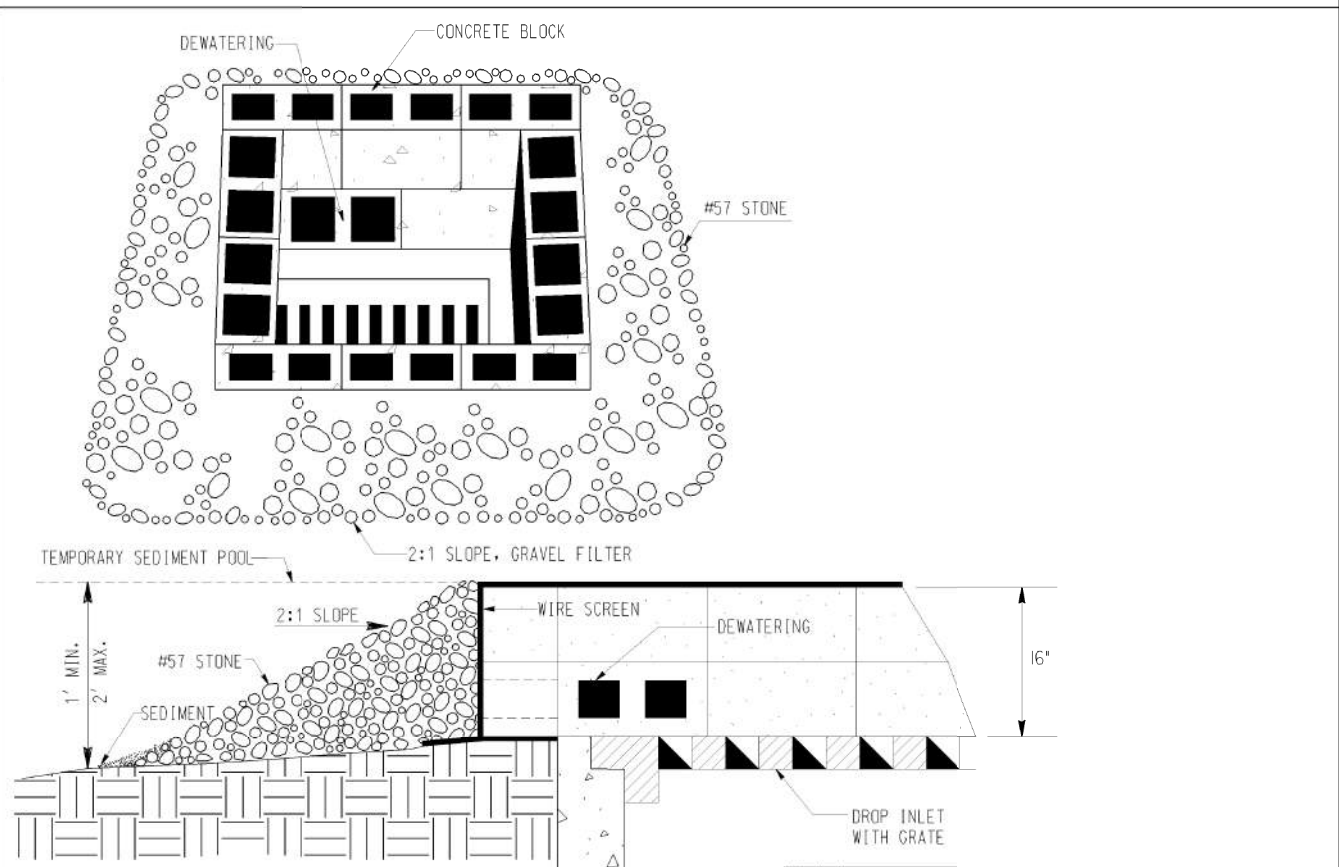 DEWATERING
CONCRETE BLOCK
#57 STONE
2:1 SLOPE, GRAVEL FILTER
TEMPORARY SEDIMENT POOL
2:1 SLOPE
WIRE SCREEN
DEWATERING
#57 STONE
1' MIN.
2' MAX.
16"
SEDIMENT
DROP INLET
WITH GRATE